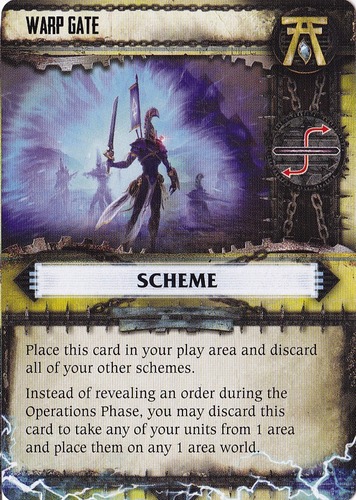 WARP GATE
SCHEME
Place this card in your play area and discard
all of your other schemes.
Instead of revealing an order during the
Operations Phase, you may discard this
card to take any of your units from 1 area
and place them on any 1 area world.